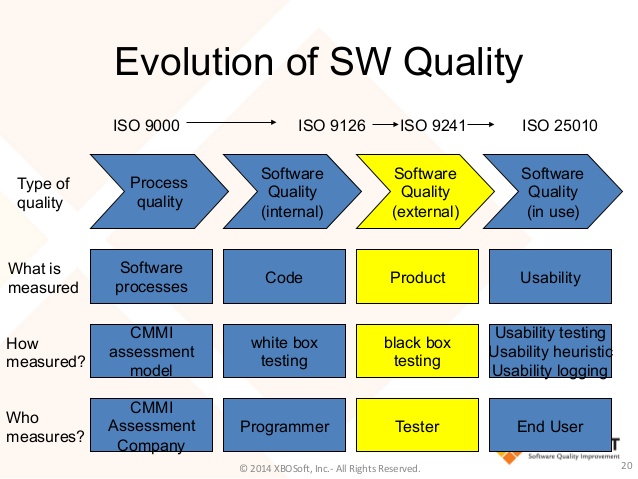 Evolution of SW Quality
ISO 9000 ISO 9126 ISO 9241 ISO 25010
Type of
quality
Process
quality
Software
Quality
(internal)
Software
Quality
(external)
Software
Quality
(in use)
What is
measured
Software
processes
Code
Product
Usability
How
measured?
CMMI
assessment
model
white box
testing
black box
testing
Usability testing
Usability heuristic
Usability logging
Who
measures?
CMMI
Assessment
Company
Programmer
Tester
End User
T
Software Quality Improvement
© 2014 XBOSoft, Inc.- All Rights Reserved.
20